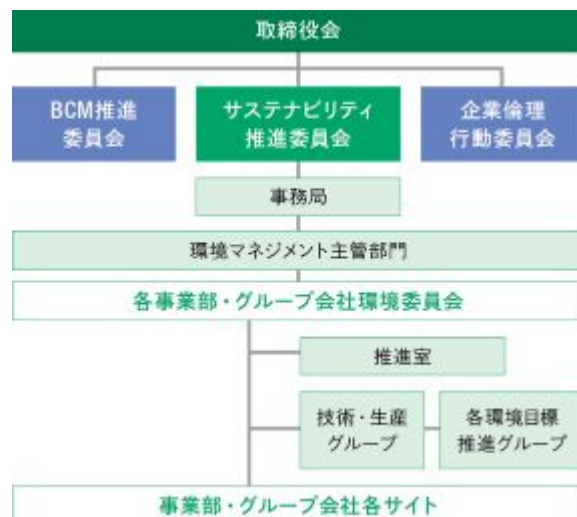 取締役会
BCM推進
委員会
サステナビリティ
推進委員会
企業倫理
行動委員会
事務局
環境マネジメント主管部門
各事業部・グループ会社環境委員会
推進室
技術・生産
グループ
各環境目標
推進グループ
事業部・グループ会社各サイト